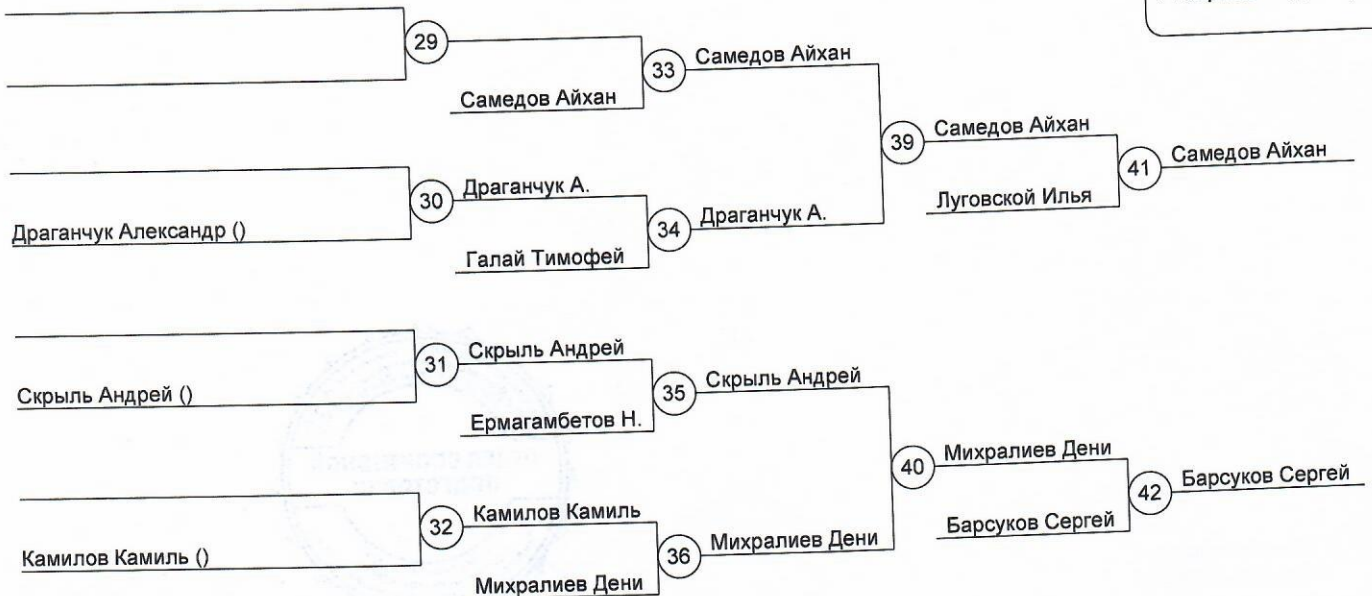 29
33
Самедов Айхан
Самедов Айхан
39
Самедов Айхан
41
Самедов Айхан
Луговской Илья
30
Драганчук А.
34
Драганчук А.
Драганчук Александр ()
Галай Тимофей
31
Скрыль Андрей
35
Скрыль Андрей
Скрыль Андрей ()
Ермагамбетов Н.
40
Михралиев Дени
42
Барсуков Сергей
Барсуков Сергей
32
Камилов Камиль
36
Михралиев Дени
Камилов Камиль ()
Михралиев Дени